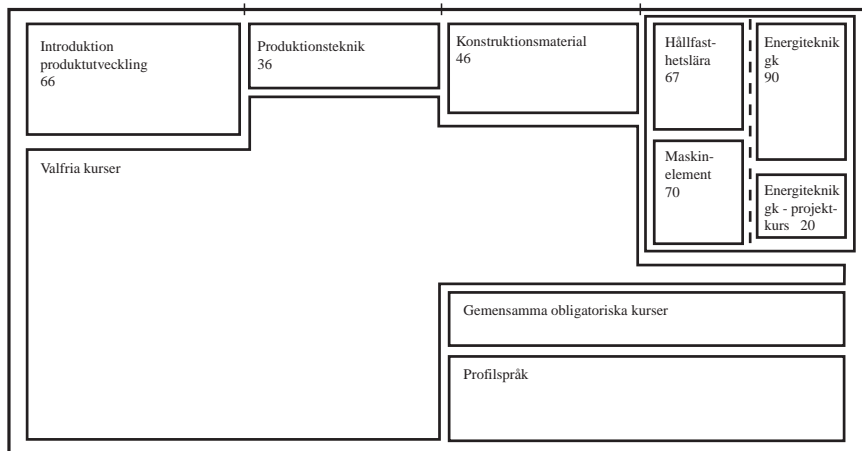 Introduktion
produktutveckling
66
Produktionsteknik
36
Konstruktionsmaterial
46
Hållfast-
hetslära
67
Energiteknik
gk
90
Maskin-
element
70
Energiteknik
gk - projekt-
kurs 20
Valfria kurser
Gemensamma obligatoriska kurser
Profilspråk